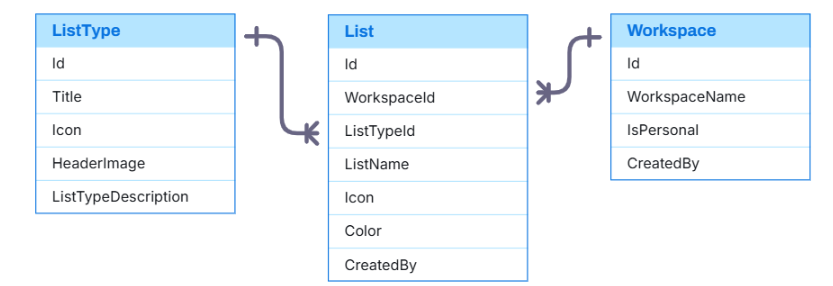 ListType
Id
Title
Icon
HeaderImage
ListTypeDescription
List
Id
WorkspaceId
ListTypeId
ListName
Icon
Color
CreatedBy
Workspace
Id
WorkspaceName
IsPersonal
CreatedBy